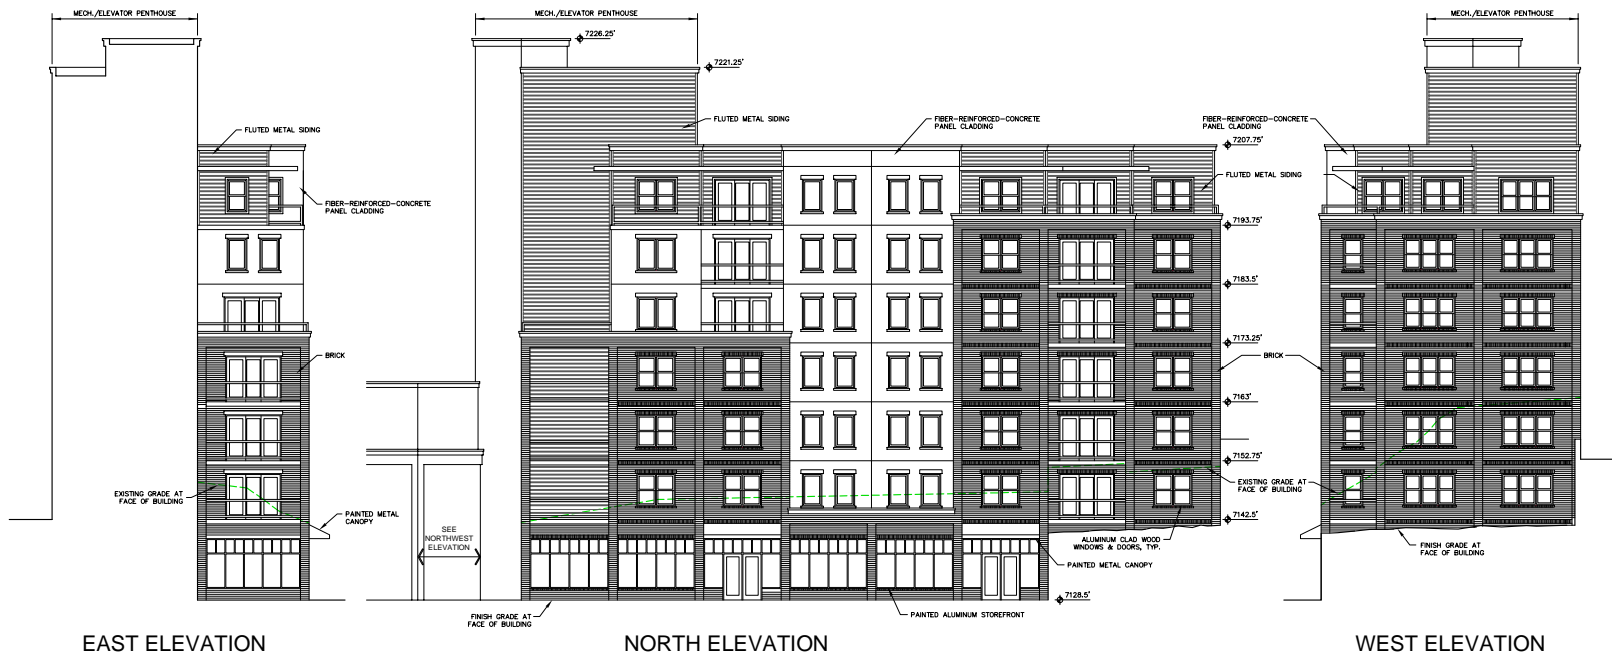 MECH./ELEVATOR PENTHOUSE
MECH./ELEVATOR PENTHOUSE
MECH./ELEVATOR PENTHOUSE
7226.25'
7221.25'
FLUTED METAL SIDING
FLUTED METAL SIDING
FIBER-REINFORCED-CONCRETE
PANEL CLADDING
FIBER-REINFORCED-CONCRETE
PANEL CLADDING
7207.75'
FLUTED METAL SIDING
FIBER-REINFORCED-CONCRETE
PANEL CLADDING
7193.75'
7183.5'
7173.25'
BRICK
BRICK
7163'
7152.75'
EXISTING GRADE AT
FACE OF BUILDING
EXISTING GRADE AT
FACE OF BUILDING
PAINTED METAL
CANOPY
7142.5'
SEE
NORTHWEST
ELEVATION
ALUMINUM CLAD WOOD
WINDOWS & DOORS, TYP.
FINISH GRADE AT
FACE OF BUILDING
PAINTED METAL CANOPY
7128.5'
FINISH GRADE AT
FACE OF BUILDING
PAINTED ALUMINUM STOREFRONT
EAST ELEVATION
NORTH ELEVATION
WEST ELEVATION